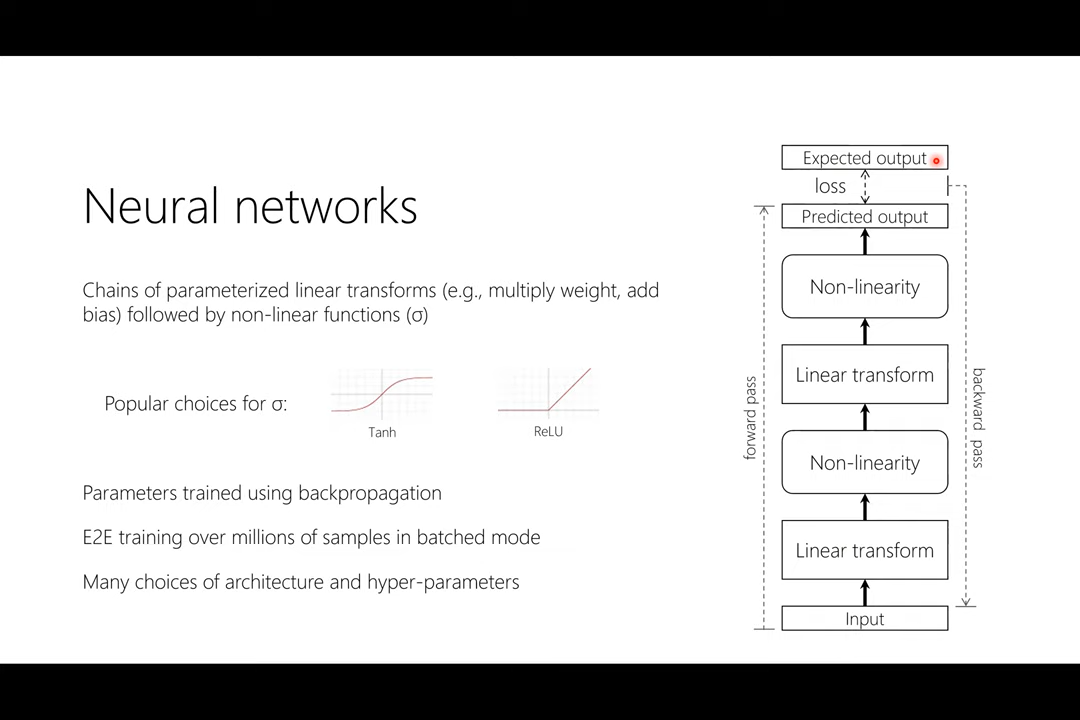 Neural networks
Chains of parameterized linear transforms (e.g., multiply weight, add
bias) followed by non-linear functions (σ)
Popular choices for σ:
Tanh
ReLU
Parameters trained using backpropagation
E2E training over millions of samples in batched mode
Many choices of architecture and hyper-parameters
Expected output
loss
Predicted output
Non-linearity
Linear transform
Non-linearity
Linear transform
Input
forward pass
backward pass